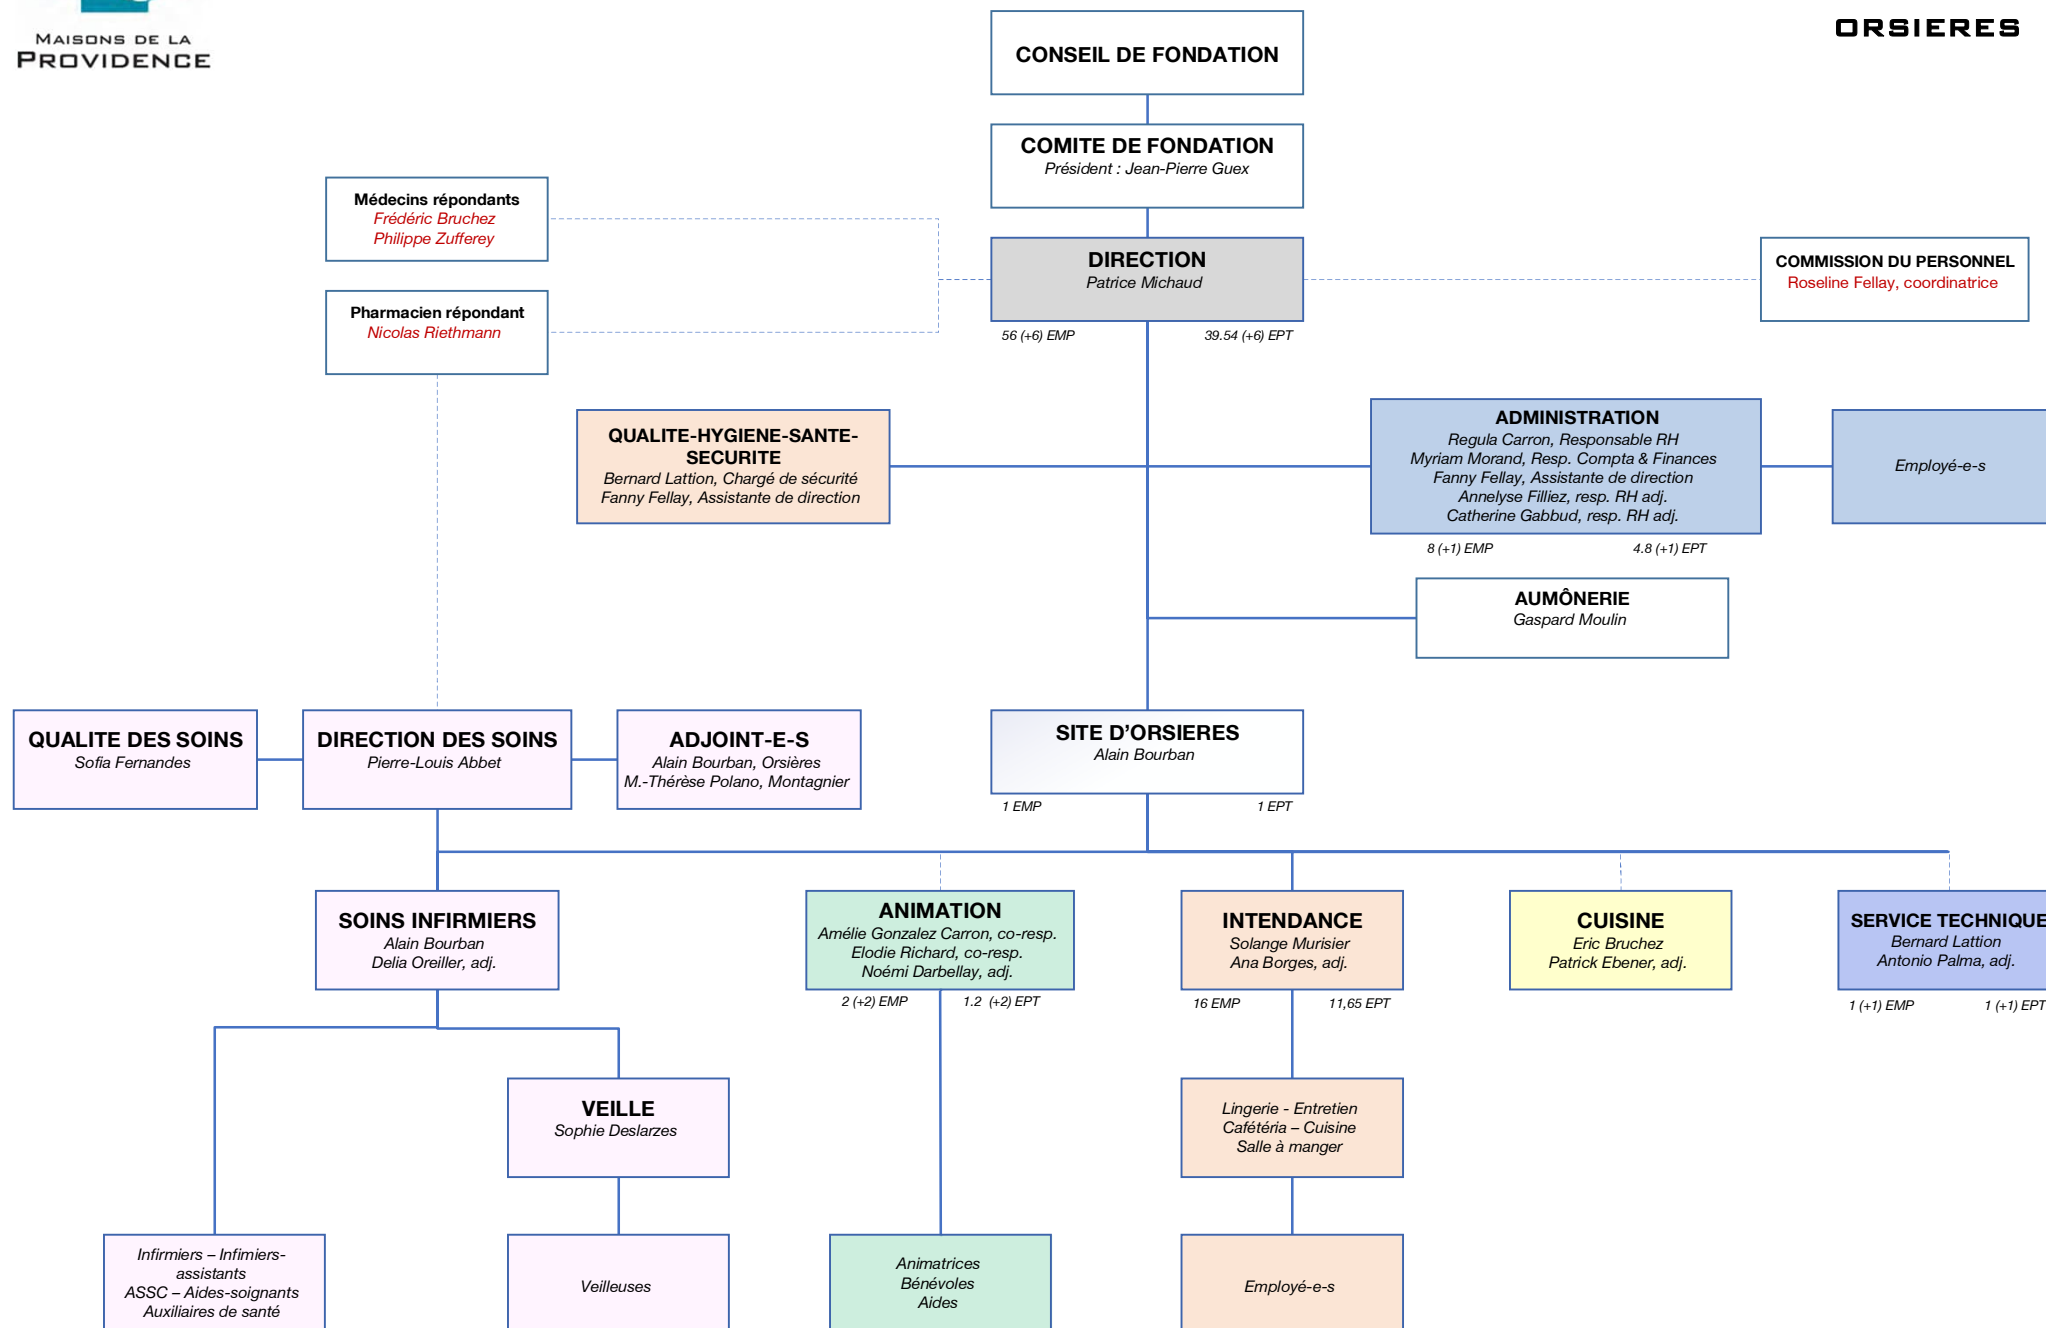 MAISONS DE LA
PROVIDENCE
ORSIERES
CONSEIL DE FONDATION
COMITE DE FONDATION
Président : Jean-Pierre Guex
Médecins répondants
Frédéric Bruchez
Philippe Zufferey
DIRECTION
Patrice Michaud
COMMISSION DU PERSONNEL
Roseline Fellay, coordinatrice
Pharmacien répondant
Nicolas Riethmann
56 (+6) EMP
39.54 (+6) EPT
QUALITE-HYGIENE-SANTE-
SECURITE
Bernard Lattion, Chargé de sécurité
Fanny Fellay, Assistante de direction
ADMINISTRATION
Regula Carron, Responsable RH
Myriam Morand, Resp. Compta & Finances
Fanny Fellay, Assistante de direction
Annelyse Filliez, resp. RH adj.
Catherine Gabbud, resp. RH adj.
Employé-e-s
8 (+1) EMP
4.8 (+1) EPT
AUMÔNERIE
Gaspard Moulin
QUALITE DES SOINS
Sofia Fernandes
DIRECTION DES SOINS
Pierre-Louis Abbet
ADJOINT-E-S
Alain Bourban, Orsières
M.-Thérèse Polano, Montagnier
SITE D'ORSIERES
Alain Bourban
1 EMP
1 EPT
SOINS INFIRMIERS
Alain Bourban
Delia Oreiller, adj.
ANIMATION
Amélie Gonzalez Carron, co-resp.
Elodie Richard, co-resp.
Noémi Darbellay, adj.
INTENDANCE
Solange Murisier
Ana Borges, adj.
CUISINE
Eric Bruchez
Patrick Ebener, adj.
SERVICE TECHNIQUE
Bernard Lattion
Antonio Palma, adj.
2 (+2) EMP
1.2 (+2) EPT
16 EMP
11,65 EPT
1 (+1) EMP
1 (+1) EPT
VEILLE
Sophie Deslarzes
Lingerie - Entretien
Cafétéria – Cuisine
Salle à manger
Infirmiers – Infimiers-
assistants
ASSC – Aides-soignants
Auxiliaires de santé
Veilleuses
Animatrices
Bénévoles
Aides
Employé-e-s